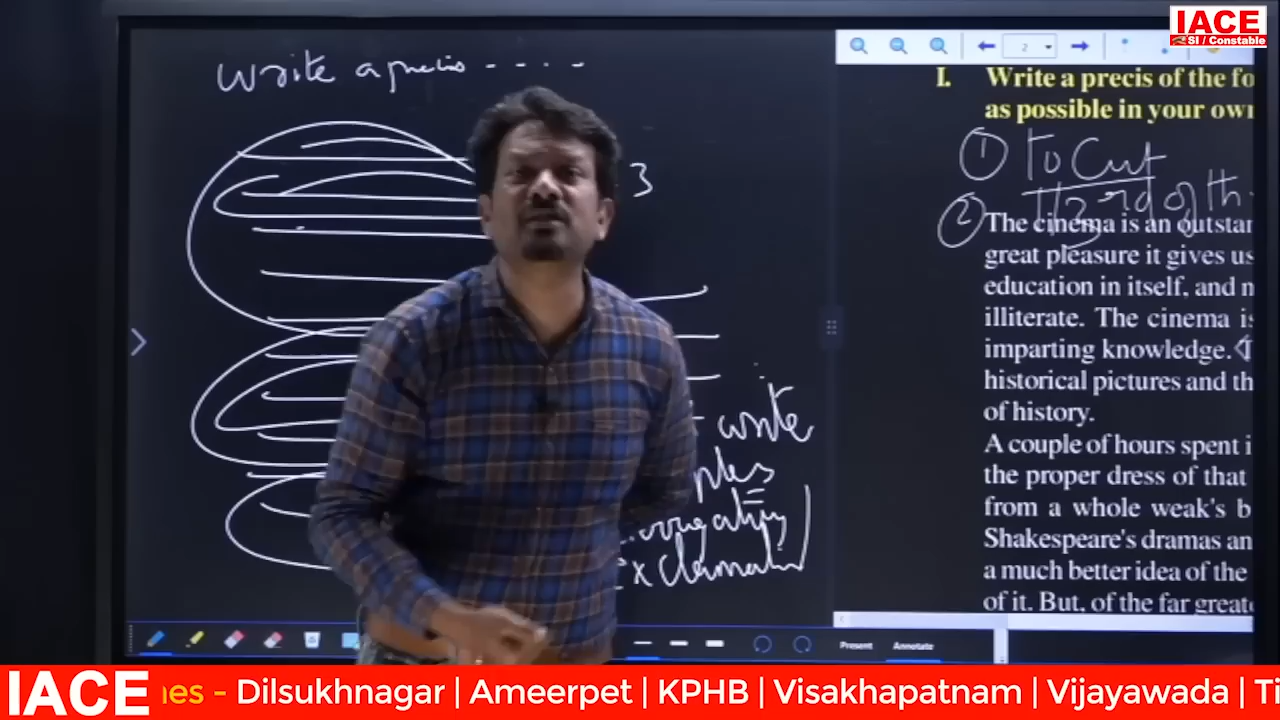 IACE
SI / Constable
write a precis - - - -
3
write
exclamation
2
I. Write a precis of the fo
as possible in your own
① To Cut
② 1/3 rd of th
The cinema is an outstan
great pleasure it gives us
education in itself, and m
illiterate. The cinema is
imparting knowledge.
historical pictures and th
of history.
A couple of hours spent i
the proper dress of that
from a whole weak's b
Shakespeare's dramas an
a much better idea of the
of it. But, of the far greate
Present Annotate
IACE nes - Dilsukhnagar | Ameerpet | KPHB | Visakhapatnam | Vijayawada | Ti